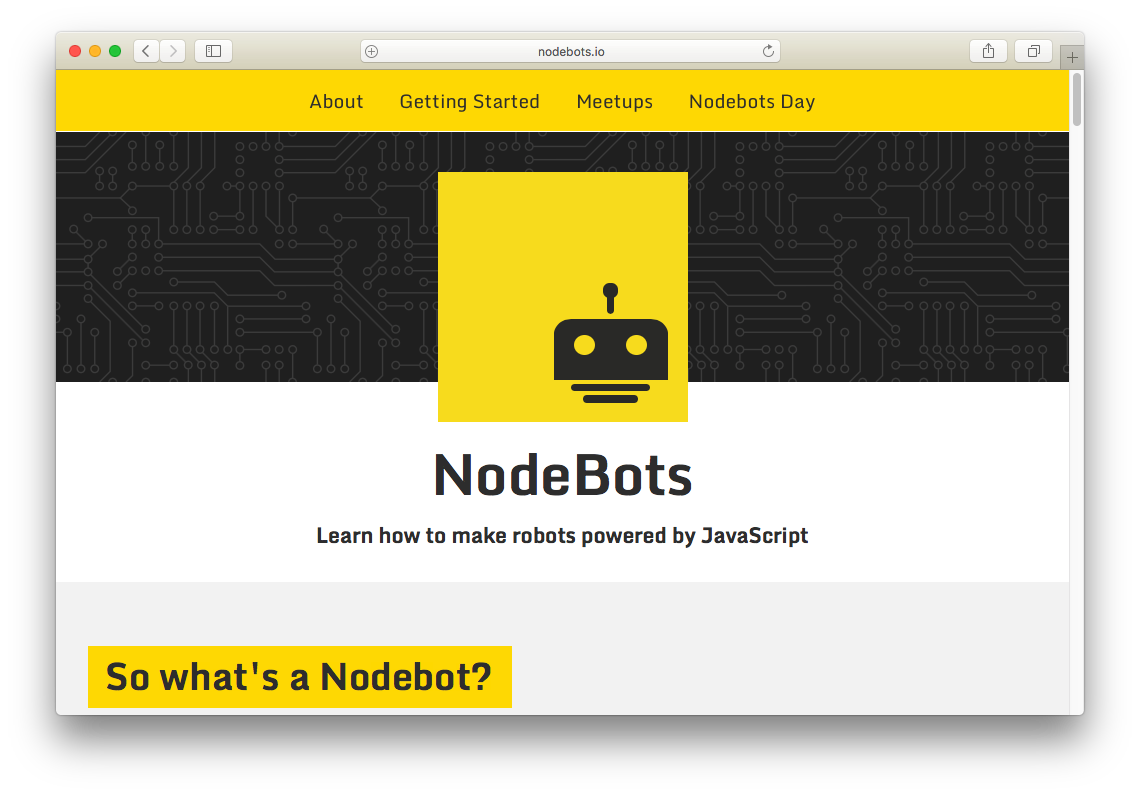 nodebots.io
About Getting Started Meetups Nodebots Day
NodeBots
Learn how to make robots powered by JavaScript
So what's a Nodebot?